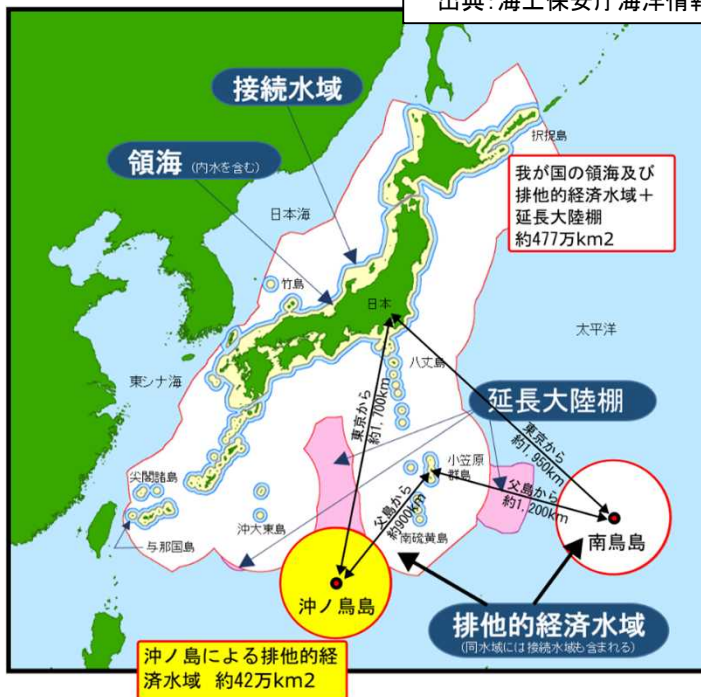 出典：海上保安庁海洋情報
接続水域
領海 (内水を含む)
択捉島
我が国の領海及び
排他的経済水域＋
延長大陸棚
約477万km2
日本海
竹島
日本
太平洋
東シナ海
八丈島
延長大陸棚
東京から
約1,700km
東京から
約1,950km
尖閣諸島
小笠原
群島
父島から
約900km
父島から
約1,200km
沖大東島
南硫黄島
与那国島
南鳥島
沖ノ鳥島
排他的経済水域
(同水域には接続水域も含まれる)
沖ノ島による排他的経
済水域 約42万km2